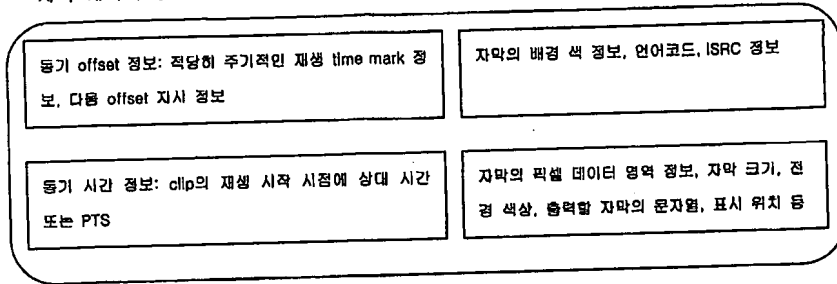 동기 offset 정보: 적당히 주기적인 재생 time mark 정
보, 다음 offset 지사 정보
자막의 배경 색 정보, 언어코드, ISRC 정보
동기 시간 정보: clip의 재생 시작 시점에 상대 시간
또는 PTS
자막의 픽셀 데이터 영역 정보, 자막 크기, 전
경 색상, 출력할 자막의 문자열, 표시 위치 등